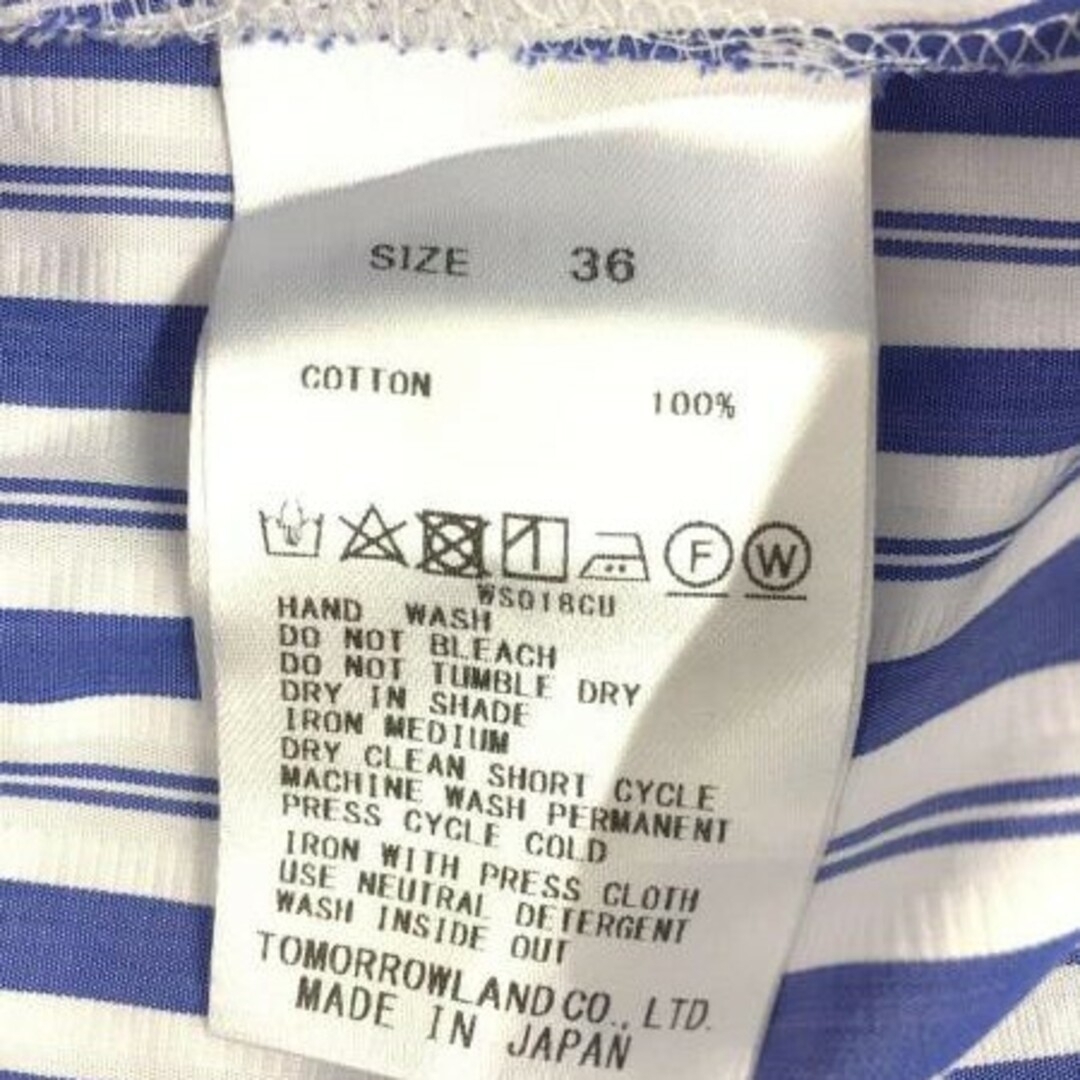 SIZE 36
COTTON 100%
F W
WS018CU
HAND WASH
DO NOT BLEACH
DO NOT TUMBLE DRY
DRY IN SHADE
IRON MEDIUM
DRY CLEAN SHORT CYCLE
MACHINE WASH PERMANENT
PRESS CYCLE COLD
IRON WITH PRESS CLOTH
USE NEUTRAL DETERGENT
WASH INSIDE OUT
TOMORROWLAND CO., LTD.
MADE IN JAPAN